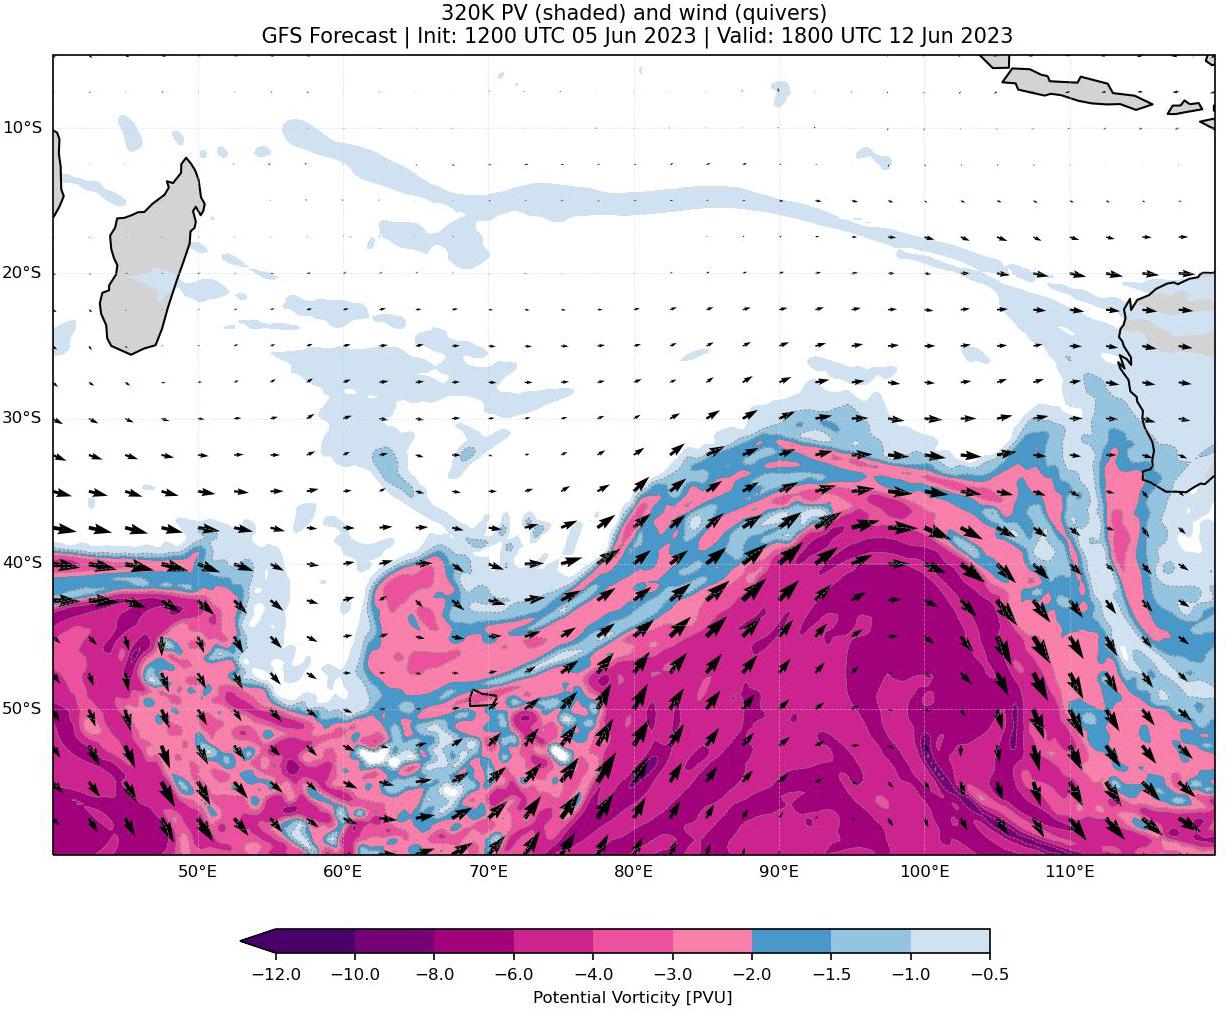 320K PV (shaded) and wind (quivers)
GFS Forecast | Init: 1200 UTC 05 Jun 2023 | Valid: 1800 UTC 12 Jun 2023
10°S
20°S
30°S
40°S
50°S
50°E 60°E 70°E 80°E 90°E 100°E 110°E
−12.0 −10.0 −8.0 −6.0 −4.0 −3.0 −2.0 −1.5 −1.0 −0.5
Potential Vorticity [PVU]